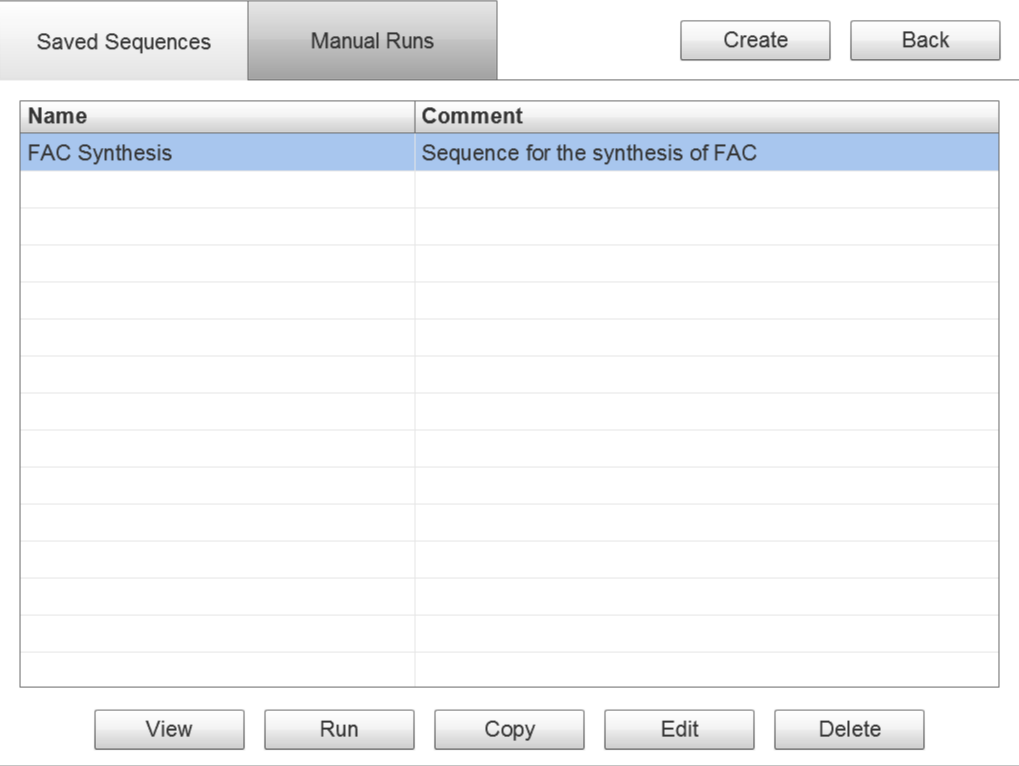 Saved Sequences Manual Runs Create Back
Name Comment
FAC Synthesis Sequence for the synthesis of FAC
View Run Copy Edit Delete